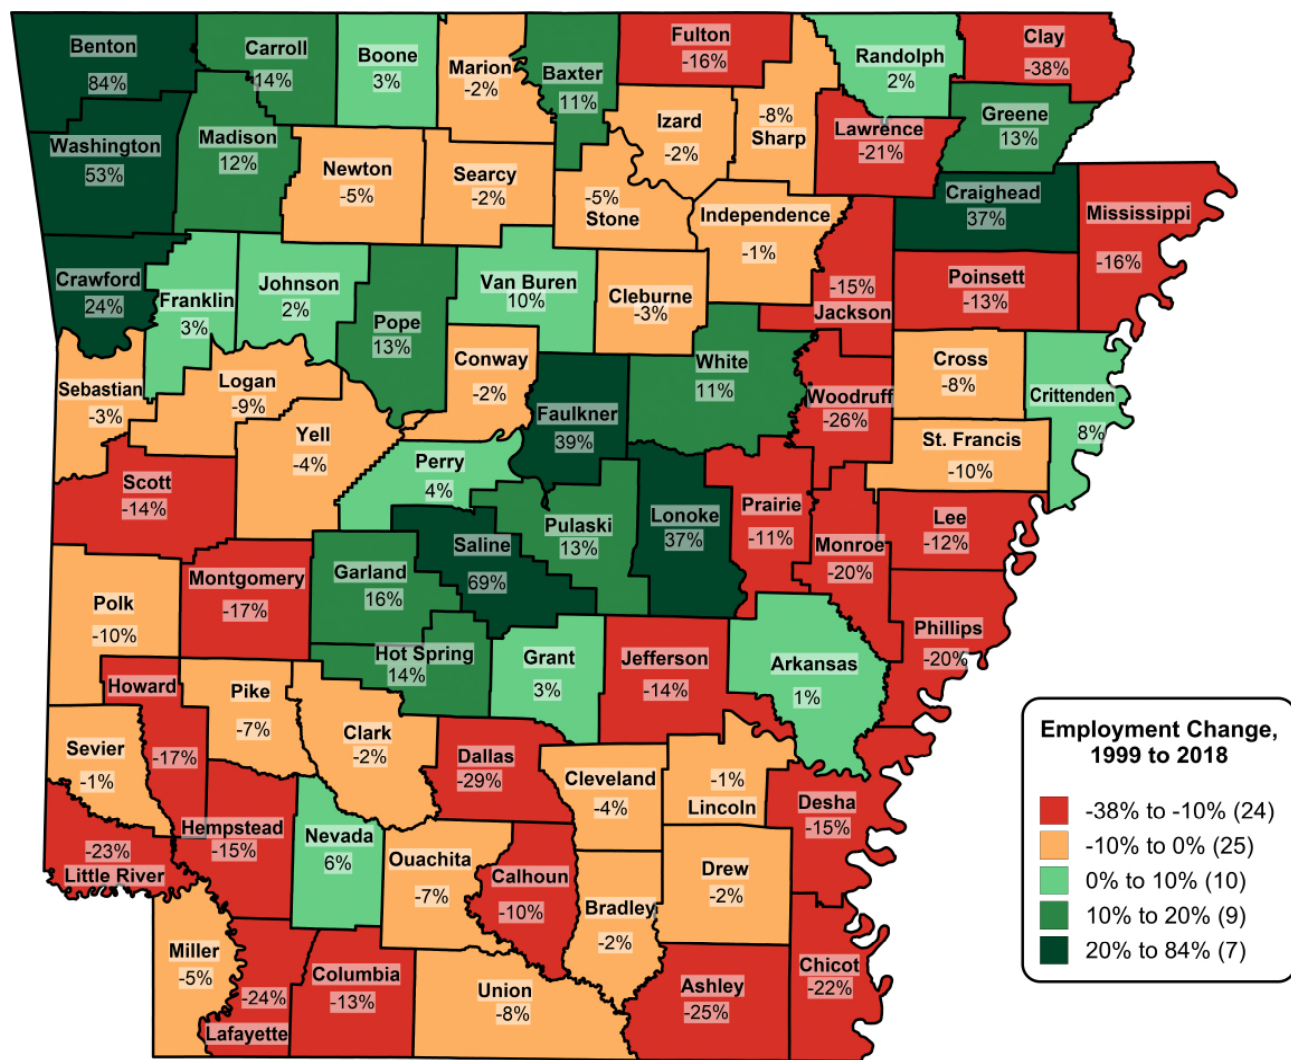 Benton
84%
Carroll
14%
Boone
3%
Marion
-2%
Baxter
11%
Fulton
-16%
Randolph
2%
Clay
-38%
Washington
53%
Madison
12%
Newton
-5%
Searcy
-2%
-5%
Stone
Izard
-2%
-8%
Sharp
Lawrence
-21%
Greene
13%
Craighead
37%
Mississippi
-16%
Independence
-1%
Crawford
24%
Franklin
3%
Johnson
2%
Pope
13%
Van Buren
10%
Cleburne
-3%
-15%
Jackson
Poinsett
-13%
Sebastian
-3%
Logan
-9%
Conway
-2%
White
11%
Woodruff
-26%
Cross
-8%
Crittenden
8%
Yell
-4%
Faulkner
39%
St. Francis
-10%
Scott
-14%
Perry
4%
Pulaski
13%
Lonoke
37%
Prairie
-11%
Monroe
-20%
Lee
-12%
Polk
-10%
Montgomery
-17%
Garland
16%
Saline
69%
Phillips
-20%
Howard
-17%
Pike
-7%
Hot Spring
14%
Grant
3%
Jefferson
-14%
Arkansas
1%
Sevier
-1%
Clark
-2%
Dallas
-29%
Cleveland
-4%
-1%
Lincoln
Desha
-15%
-23%
Little River
Hempstead
-15%
Nevada
6%
Ouachita
-7%
Calhoun
-10%
Bradley
-2%
Drew
-2%
Miller
-5%
-24%
Lafayette
Columbia
-13%
Union
-8%
Ashley
-25%
Chicot
-22%
Employment Change,
1999 to 2018
-38% to -10% (24)
-10% to 0% (25)
0% to 10% (10)
10% to 20% (9)
20% to 84% (7)